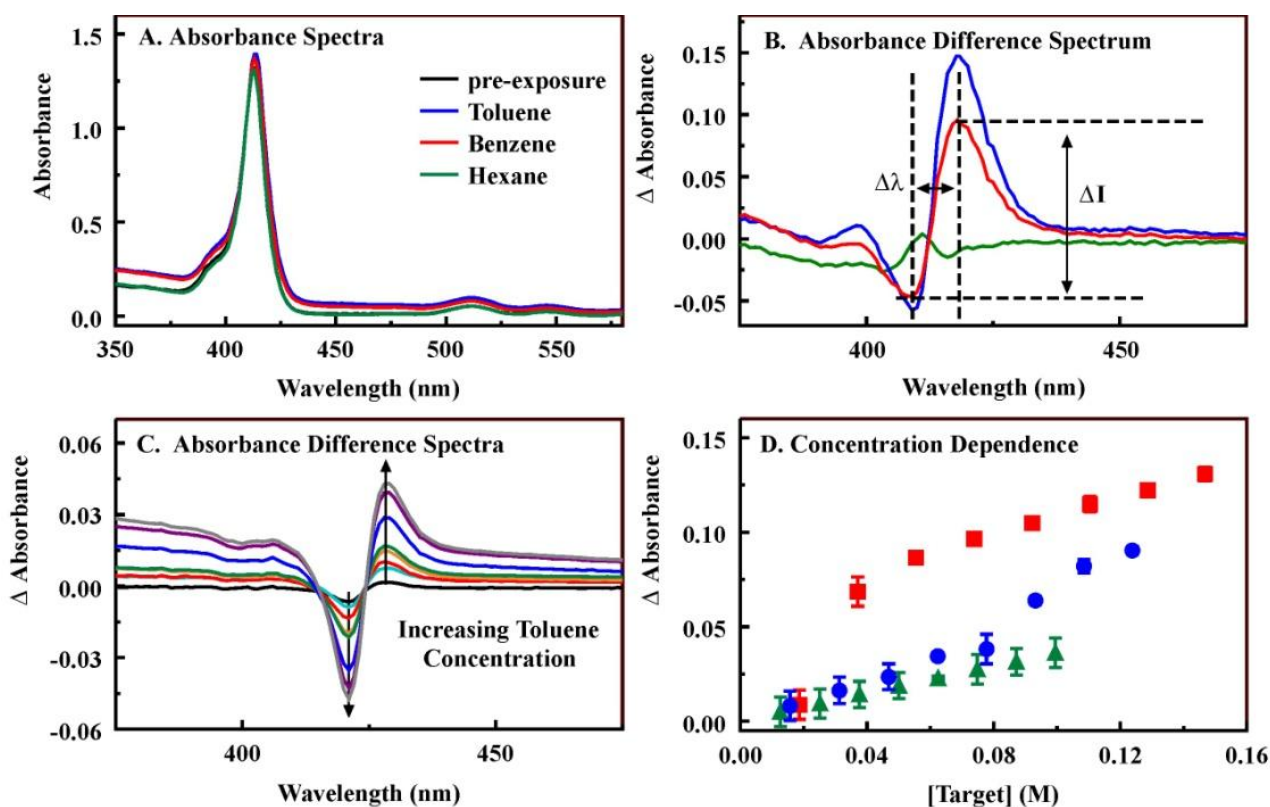 A. Absorbance Spectra
pre-exposure
Toluene
Benzene
Hexane
Absorbance
1.5
1.0
0.5
0.0
350
400
450
500
550
Wavelength (nm)
B. Absorbance Difference Spectrum
Δλ
ΔI
Δ Absorbance
0.15
0.10
0.05
0.00
-0.05
400
450
Wavelength (nm)
C. Absorbance Difference Spectra
Increasing Toluene
Concentration
Δ Absorbance
0.06
0.03
0.00
-0.03
-0.06
400
450
Wavelength (nm)
D. Concentration Dependence
Δ Absorbance
0.15
0.10
0.05
0.00
0.00
0.04
0.08
0.12
0.16
[Target] (M)